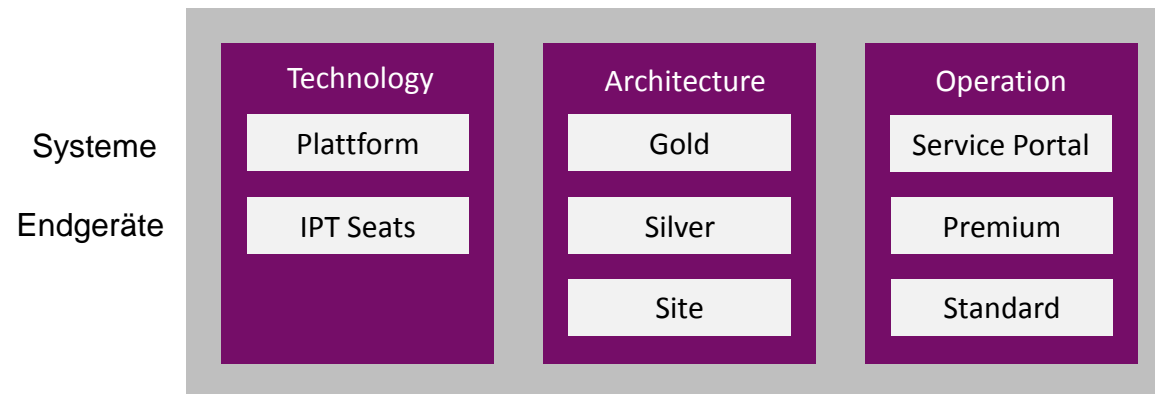 Technology
Architecture
Operation
Systeme
Plattform
Gold
Service Portal
Endgeräte
IPT Seats
Silver
Premium
Site
Standard